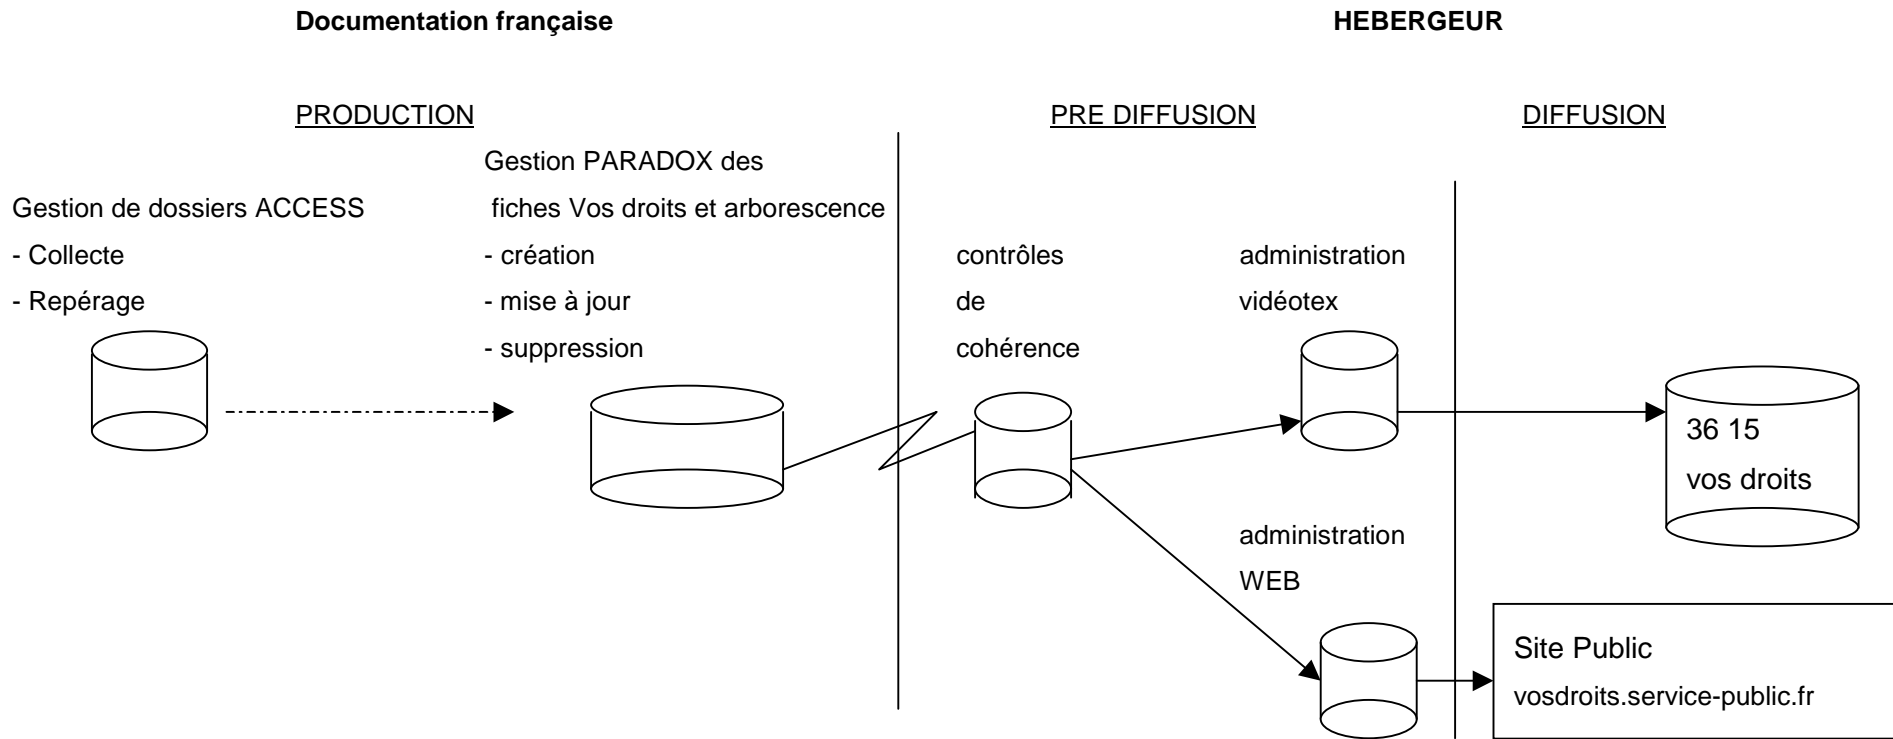 Documentation française
HEBERGEUR
PRODUCTION
PRE DIFFUSION
DIFFUSION
Gestion de dossiers ACCESS
- Collecte
- Repérage
Gestion PARADOX des
fiches Vos droits et arborescence
- création
- mise à jour
- suppression
contrôles
de
cohérence
administration
vidéotex
36 15
vos droits
administration
WEB
Site Public
vosdroits.service-public.fr